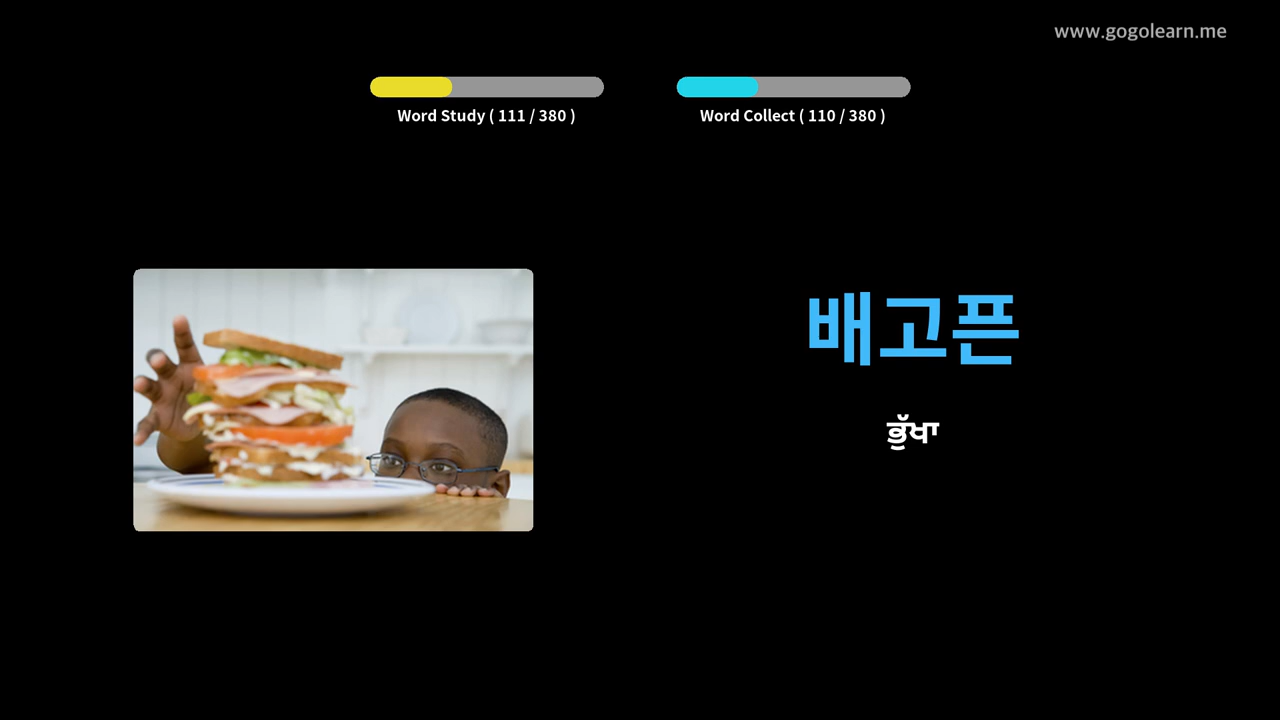 www.gogolearn.me
Word Study ( 111 / 380 )
Word Collect ( 110 / 380 )
배고픈
ਭੁੱਖਾ